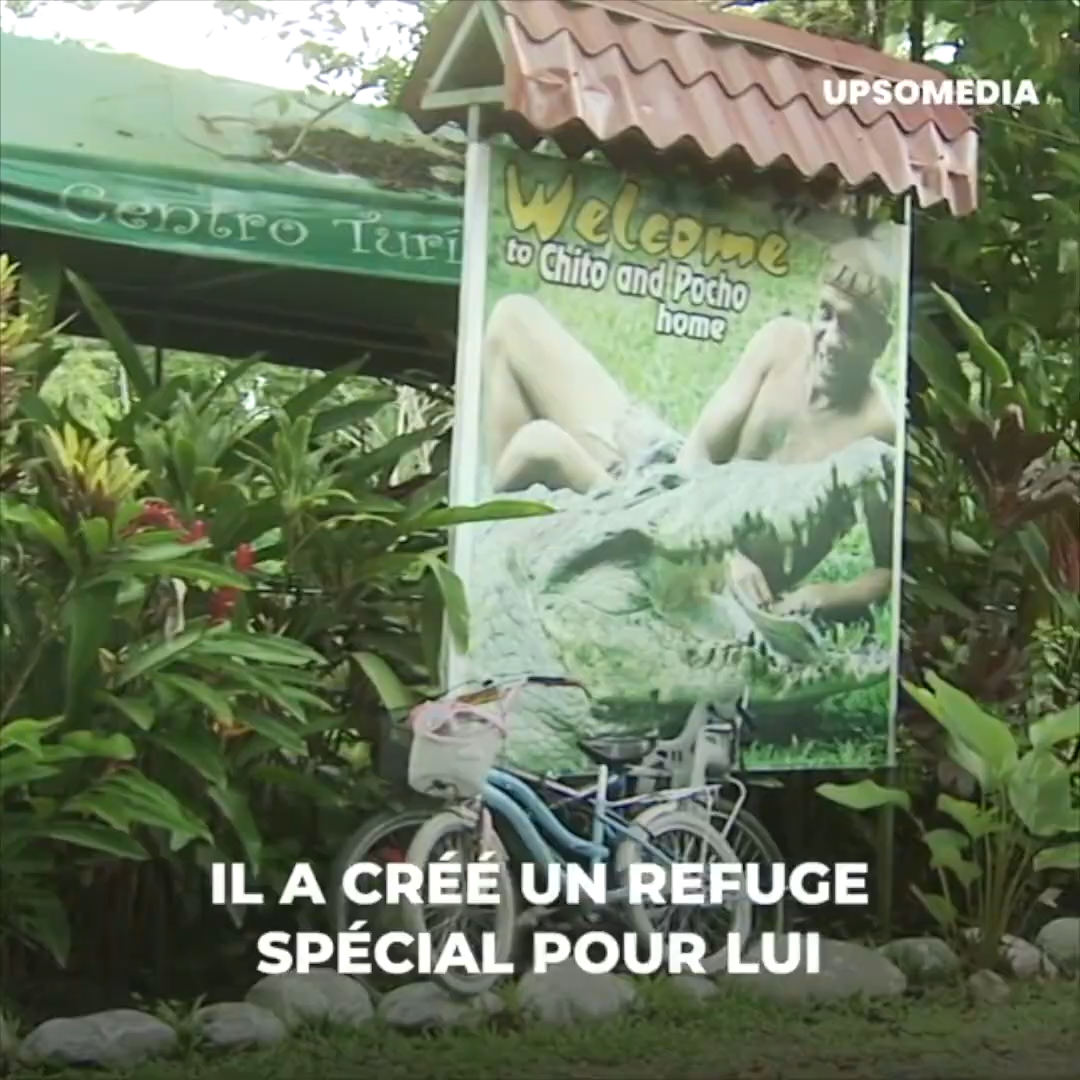 UPSOMEDIA
Centro Turí
Welcome
to Chito and Pocho
home
IL A CRÉÉ UN REFUGE
SPÉCIAL POUR LUI